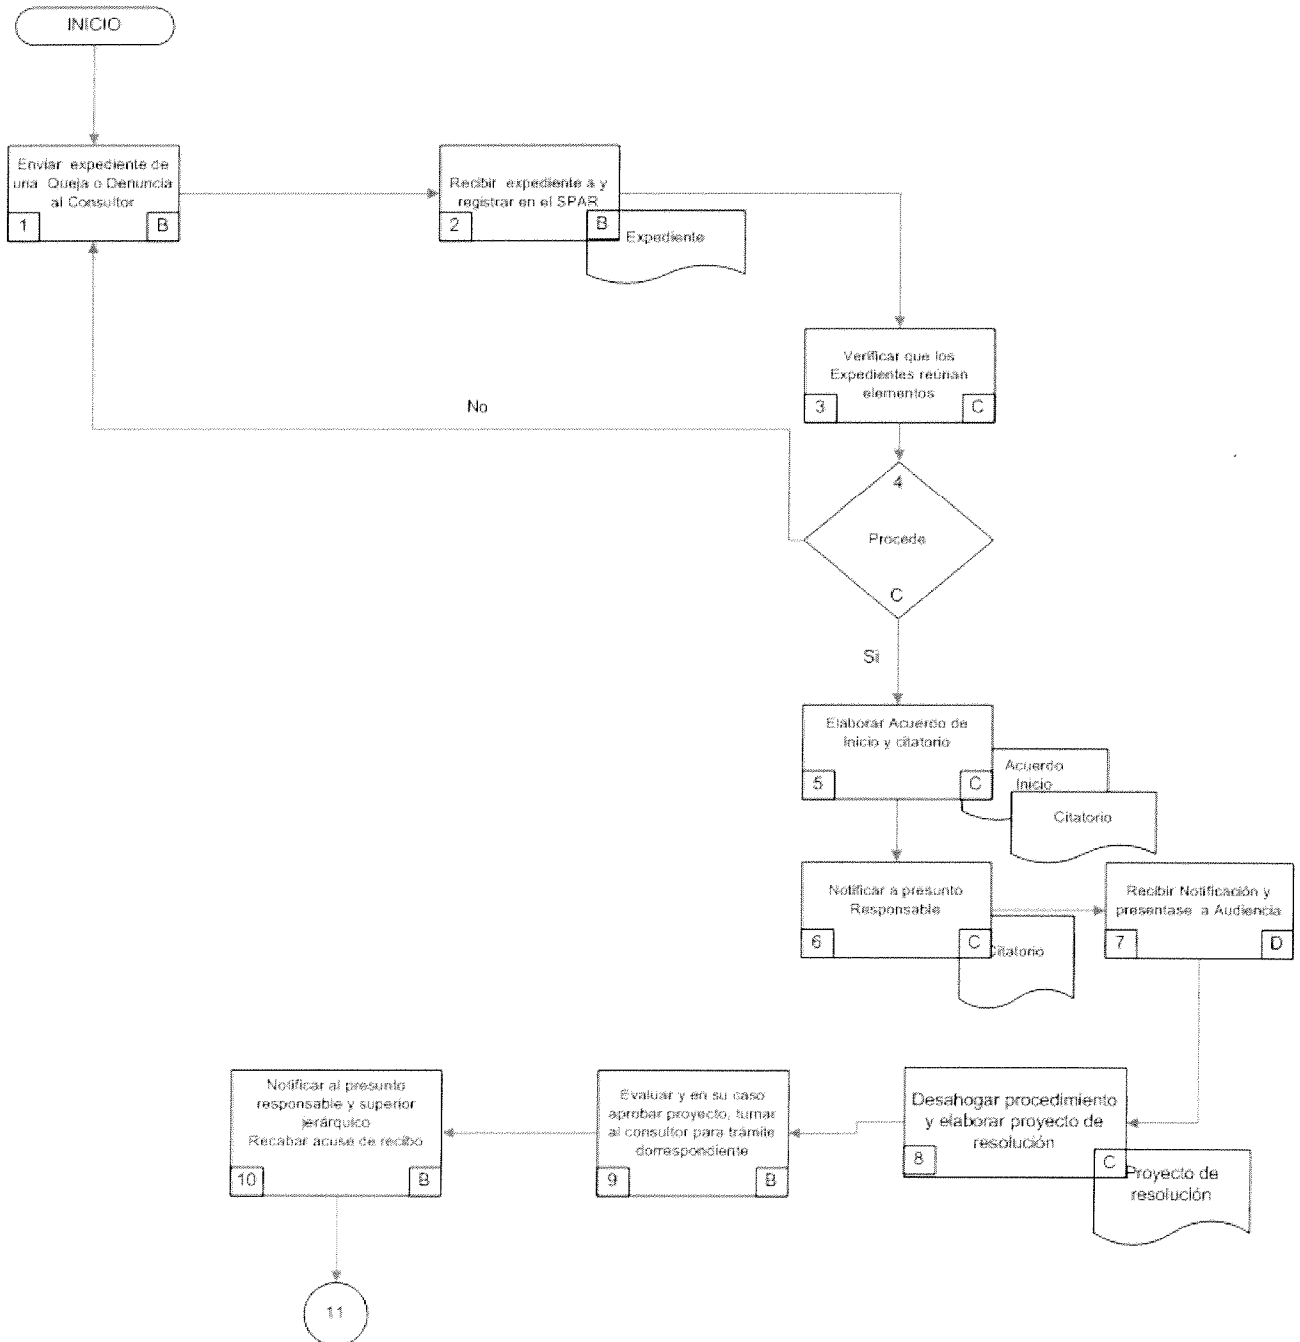 INICIO
Enviar expediente de
una Queja o Denuncia
al Consultor
1
B
Recibir expediente a y
registrar en el SPAR
2
B
Expediente
Verificar que los
Expedientes reúnan
elementos
3
C
No
4
Procede
C
Si
Elaborar Acuerdo de
Inicio y citatorio
5
C
Acuerdo
Inicio
Citatorio
Notificar a presunto
Responsable
6
C
Citatorio
Recibir Notificación y
presentase a Audiencia
7
D
Desahogar procedimiento
y elaborar proyecto de
resolución
8
C
Proyecto de
resolución
Evaluar y en su caso
aprobar proyecto, turnar
al consultor para trámite
dorrespondiente
9
B
Notificar al presunto
responsable y superior
jerárquico
Recabar acuse de recibo
10
B
11